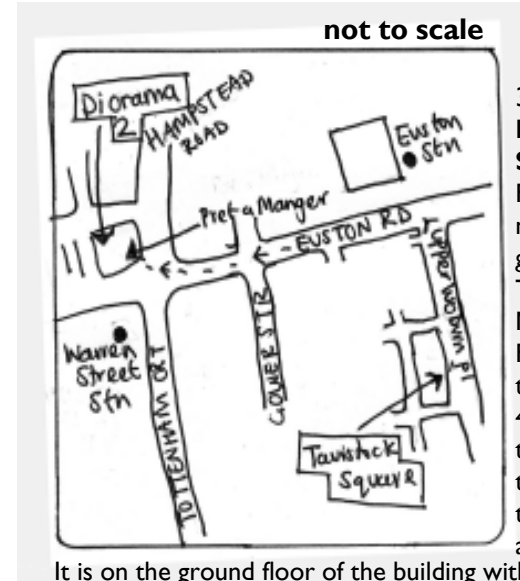 not to scale
Diorama
2
HAMPSTEAD
ROAD
Euston
Stn
Pret a Manger
EUSTON RD
Upper Woburn Pl
Warren
Street
Stn
TOTTENHAM CRT
GOWER STR
Tavistock
Square
It is on the ground floor of the building with